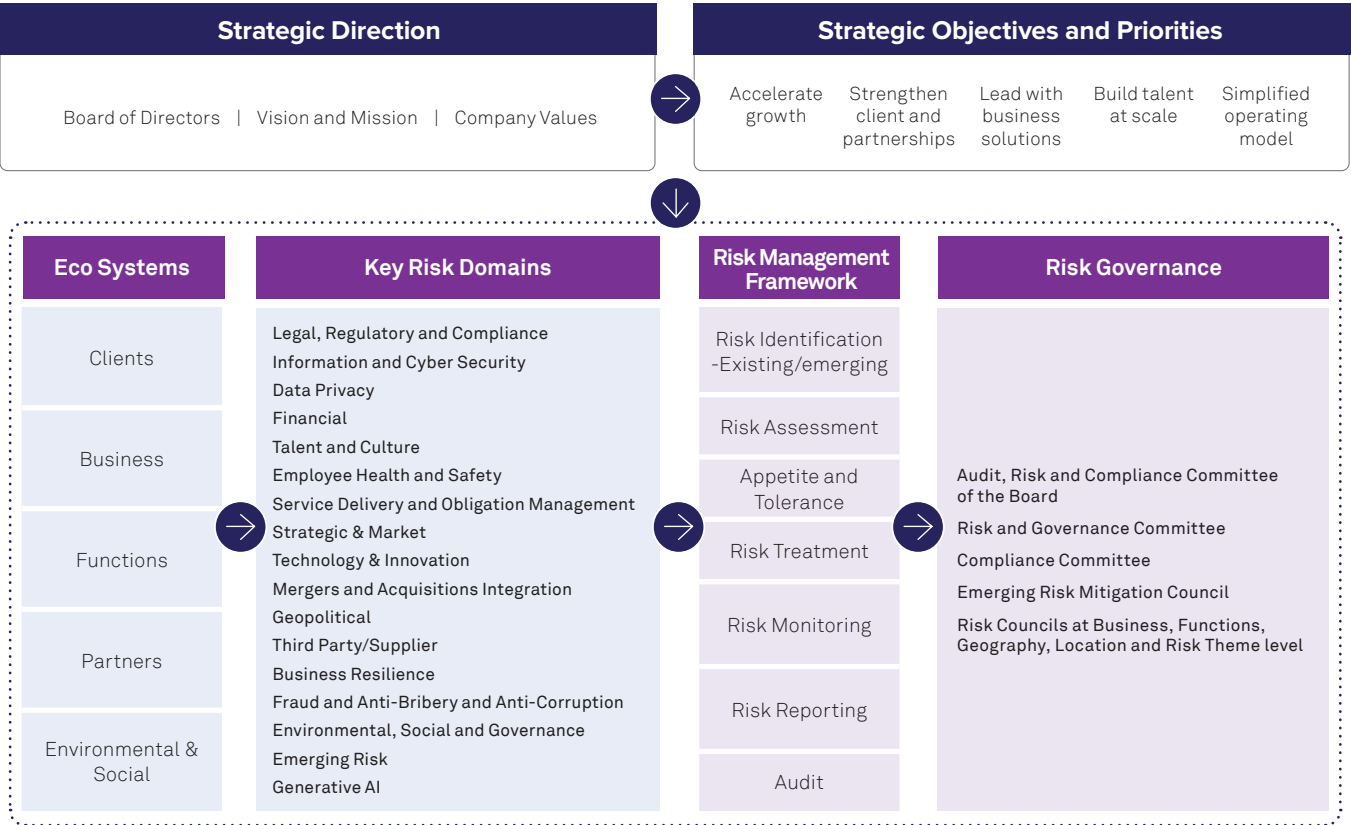 Strategic Direction
Board of Directors | Vision and Mission | Company Values
Strategic Objectives and Priorities
Accelerate
growth
Strengthen
client and
partnerships
Lead with
business
solutions
Build talent
at scale
Simplified
operating
model
Eco Systems
Clients
Business
Functions
Partners
Environmental &
Social
Key Risk Domains
Legal, Regulatory and Compliance
Information and Cyber Security
Data Privacy
Financial
Talent and Culture
Employee Health and Safety
Service Delivery and Obligation Management
Strategic & Market
Technology & Innovation
Mergers and Acquisitions Integration
Geopolitical
Third Party/Supplier
Business Resilience
Fraud and Anti-Bribery and Anti-Corruption
Environmental, Social and Governance
Emerging Risk
Generative AI
Risk Management
Framework
Risk Identification
-Existing/emerging
Risk Assessment
Appetite and
Tolerance
Risk Treatment
Risk Monitoring
Risk Reporting
Audit
Risk Governance
Audit, Risk and Compliance Committee
of the Board
Risk and Governance Committee
Compliance Committee
Emerging Risk Mitigation Council
Risk Councils at Business, Functions,
Geography, Location and Risk Theme level